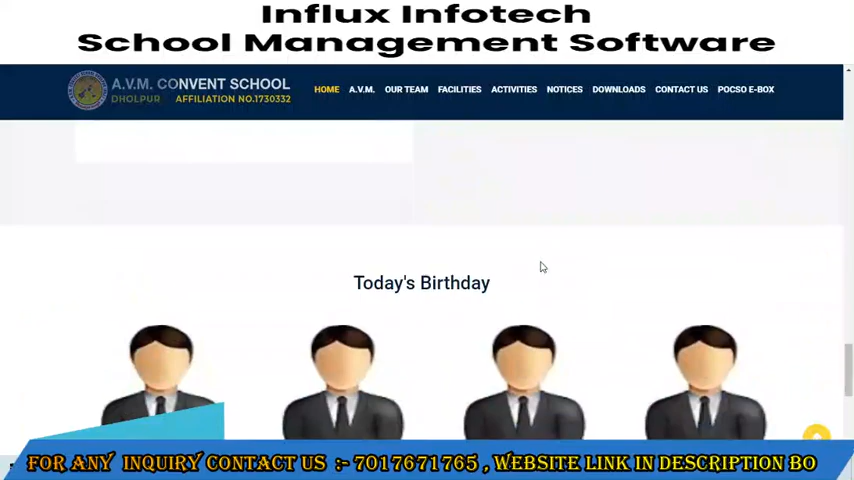 Influx Infotech
School Management Software
A.V.M. CONVENT SCHOOL
DHOLPUR AFFILIATION NO.1730332
HOME A.V.M. OUR TEAM FACILITIES ACTIVITIES NOTICES DOWNLOADS CONTACT US POCSO E-BOX
Today's Birthday
FOR ANY INQUIRY CONTACT US :- 7017671765 , WEBSITE LINK IN DESCRIPTION BO